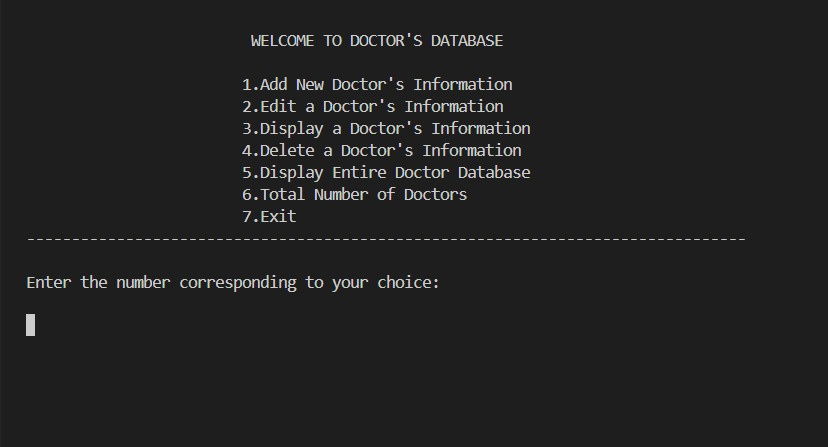 WELCOME TO DOCTOR'S DATABASE
1.Add New Doctor's Information
2.Edit a Doctor's Information
3.Display a Doctor's Information
4.Delete a Doctor's Information
5.Display Entire Doctor Database
6.Total Number of Doctors
7.Exit
--------------------------------------------------------------------------------
Enter the number corresponding to your choice: